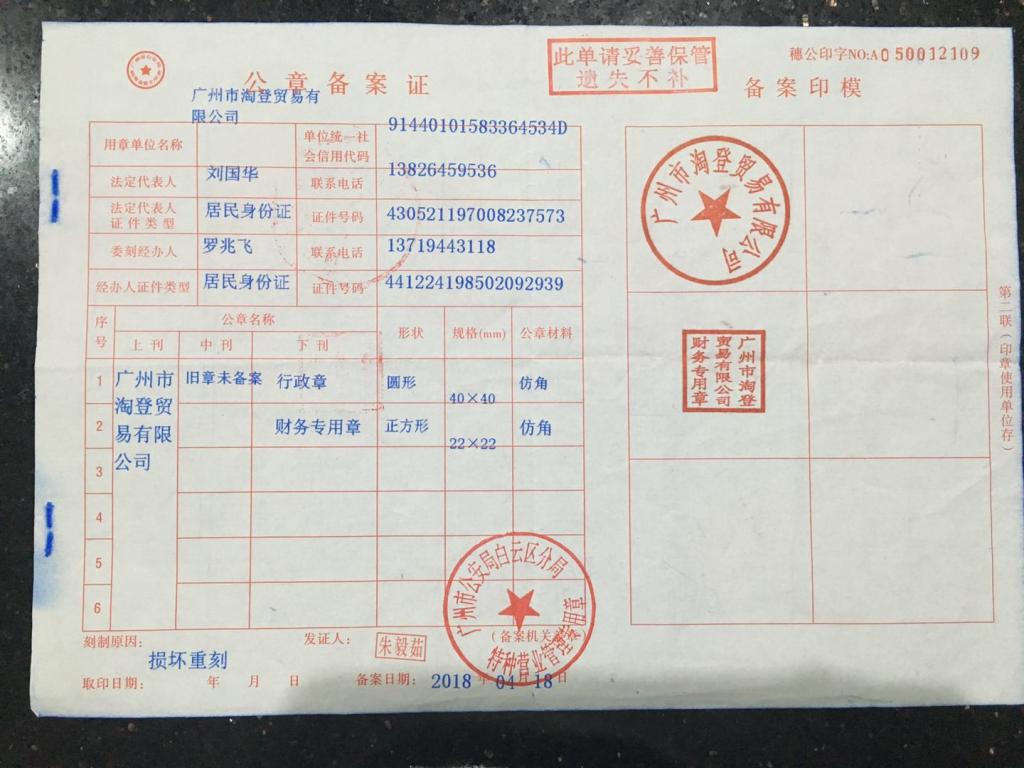 穗公印字NO:A050012109
此单请妥善保管
遗失不补
公章备案证
备案印模
用章单位名称
广州市淘登贸易有
限公司
单位统一社
会信用代码
91440101583364534D
法定代表人
刘国华
联系电话
13826459536
法定代表人
证件类型
居民身份证
证件号码
430521197008237573
委刻经办人
罗兆飞
联系电话
13719443118
经办人证件类型
居民身份证
证件号码
441224198502092939
序号
公章名称
形状
规格(mm)
公章材料
上刊
中刊
下刊
1
广州市
淘登贸
易有限
公司
旧章未备案
行政章
圆形
40×40
仿角
2
财务专用章
正方形
22×22
仿角
3
4
5
6
刻制原因:
损坏重刻
发证人:
朱毅茹
(备案机关
取印日期: 年 月 日
备案日期: 2018 年 04 18日
广州市公安局白云区分局
特种营业管理专用章
广州市淘登贸易有限公司
广州市淘登
贸易有限公司
财务专用章
第二联(印章使用单位存)